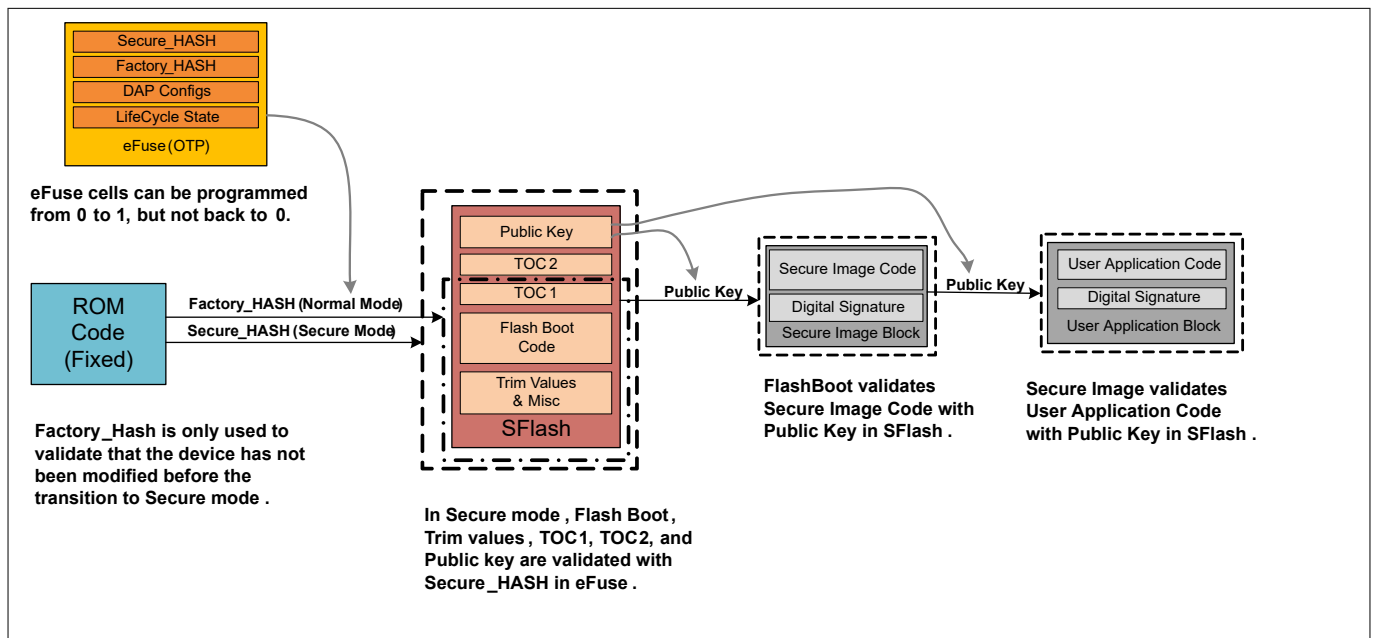 Secure_HASH
Factory_HASH
DAP Configs
LifeCycle State
eFuse (OTP)
eFuse cells can be programmed
from 0 to 1, but not back to 0.
ROM
Code
(Fixed)
Factory_HASH (Normal Mode)
Secure_HASH (Secure Mode)
Factory_Hash is only used to
validate that the device has not
been modified before the
transition to Secure mode .
Public Key
TOC 2
TOC 1
Flash Boot
Code
Trim Values
& Misc
SFlash
In Secure mode , Flash Boot ,
Trim values , TOC1, TOC2, and
Public key are validated with
Secure_HASH in eFuse .
Public Key
Secure Image Code
Digital Signature
Secure Image Block
FlashBoot validates
Secure Image Code with
Public Key in SFlash .
Public Key
User Application Code
Digital Signature
User Application Block
Secure Image validates
User Application Code
with Public Key in SFlash .